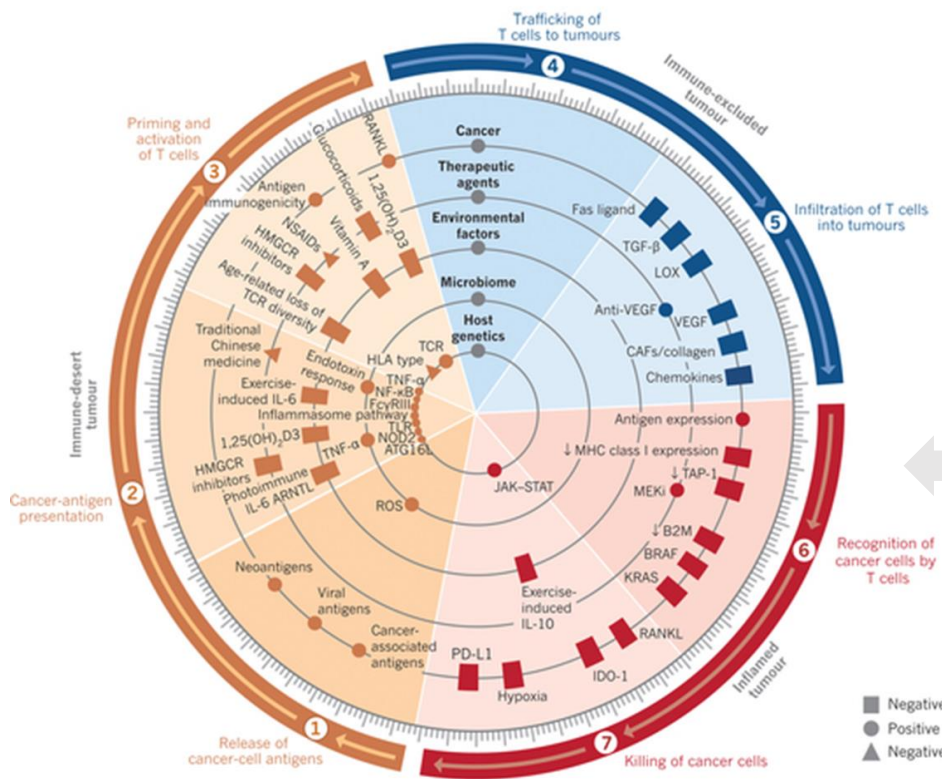 Trafficking of
T cells to tumours
4
Immune-excluded
tumour
5
Infiltration of T cells
into tumours
Priming and
activation
of T cells
3
Cancer
Therapeutic
agents
Environmental
factors
Microbiome
Host
genetics
RANKL
Glucocorticoids
1,25(OH)2D3
Antigen
immunogenicity
NSAIDs
Vitamin A
HMGCR
inhibitors
Age-related loss of
TCR diversity
TCR
HLA type
Fas ligand
TGF-β
LOX
Anti-VEGF
VEGF
CAFs/collagen
Chemokines
Immune-desert
tumour
Cancer-antigen
presentation
2
Traditional
Chinese
medicine
Endotoxin
response
Exercise-
induced IL-6
1,25(OH)2D3
HMGCR
inhibitors
TNF-α
Photoimmune
IL-6 ARNTL
TNF-α
NF-κB
FcγRIII
Inflammasome pathway
TLR
NOD2
ATG16L
ROS
Antigen expression
↓MHC class I expression
↓TAP-1
MEKi
↓B2M
BRAF
KRAS
6
Recognition of
cancer cells by
T cells
JAK–STAT
Exercise-
induced
IL-10
RANKL
IDO-1
Hypoxia
PD-L1
Inflamed
tumour
7
Killing of cancer cells
Neoantigens
Viral
antigens
Cancer-
associated
antigens
1
Release of
cancer-cell antigens
Negative
Positive
Negative